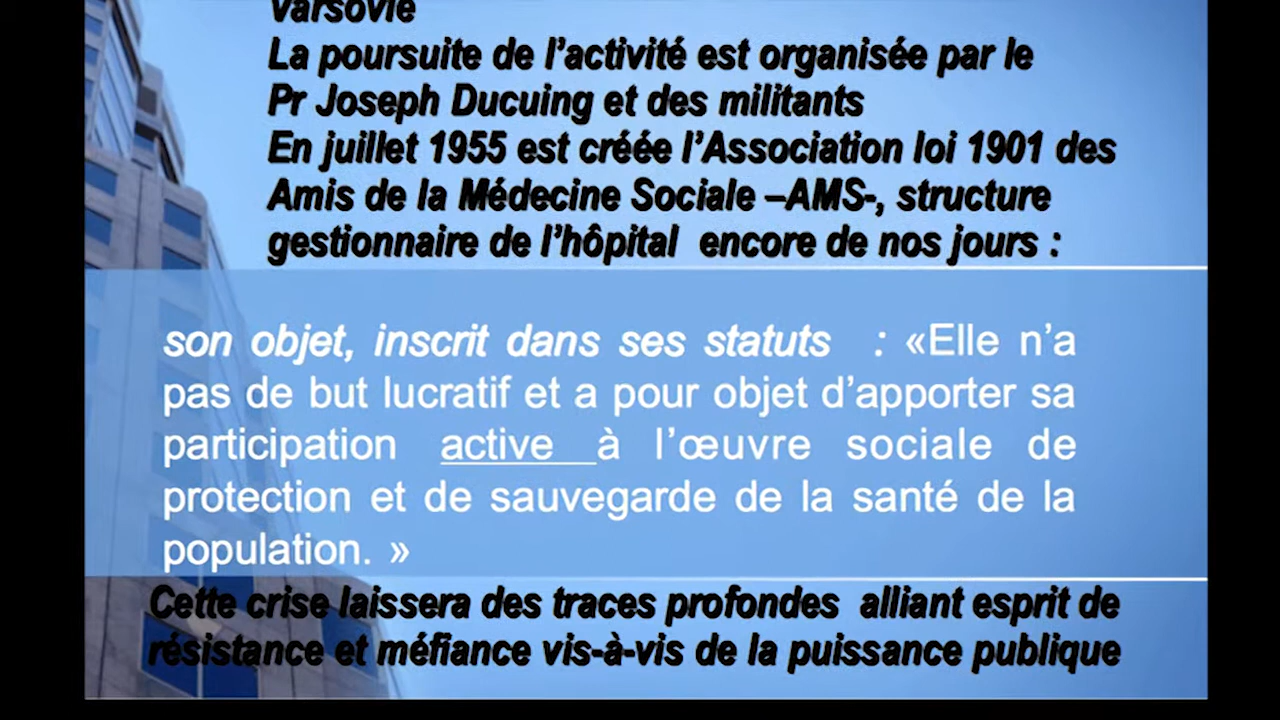 Varsovie
La poursuite de l’activité est organisée par le
Pr Joseph Ducuing et des militants
En juillet 1955 est créée l’Association loi 1901 des
Amis de la Médecine Sociale –AMS-, structure
gestionnaire de l’hôpital encore de nos jours :
son objet, inscrit dans ses statuts : «Elle n’a
pas de but lucratif et a pour objet d’apporter sa
participation active à l’œuvre sociale de
protection et de sauvegarde de la santé de la
population. »
Cette crise laissera des traces profondes alliant esprit de
résistance et méfiance vis-à-vis de la puissance publique